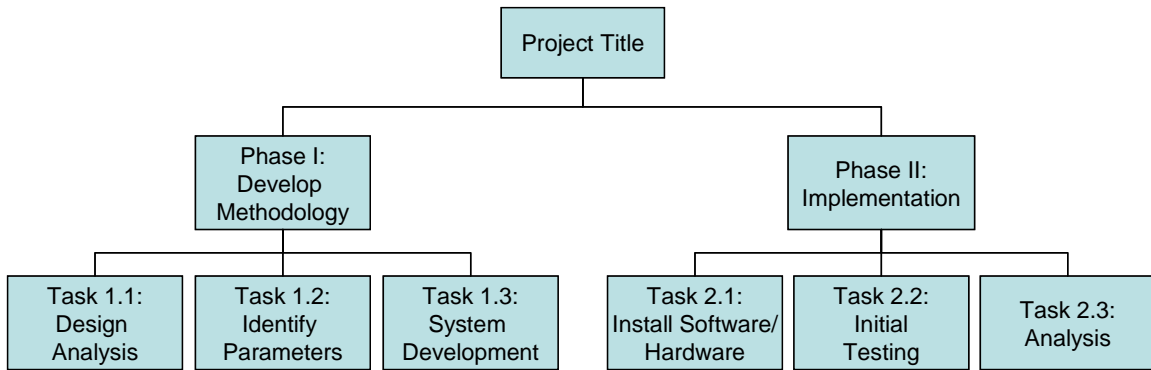 Project Title
Phase I:
Develop
Methodology
Phase II:
Implementation
Task 1.1:
Design
Analysis
Task 1.2:
Identify
Parameters
Task 1.3:
System
Development
Task 2.1:
Install Software/
Hardware
Task 2.2:
Initial
Testing
Task 2.3:
Analysis